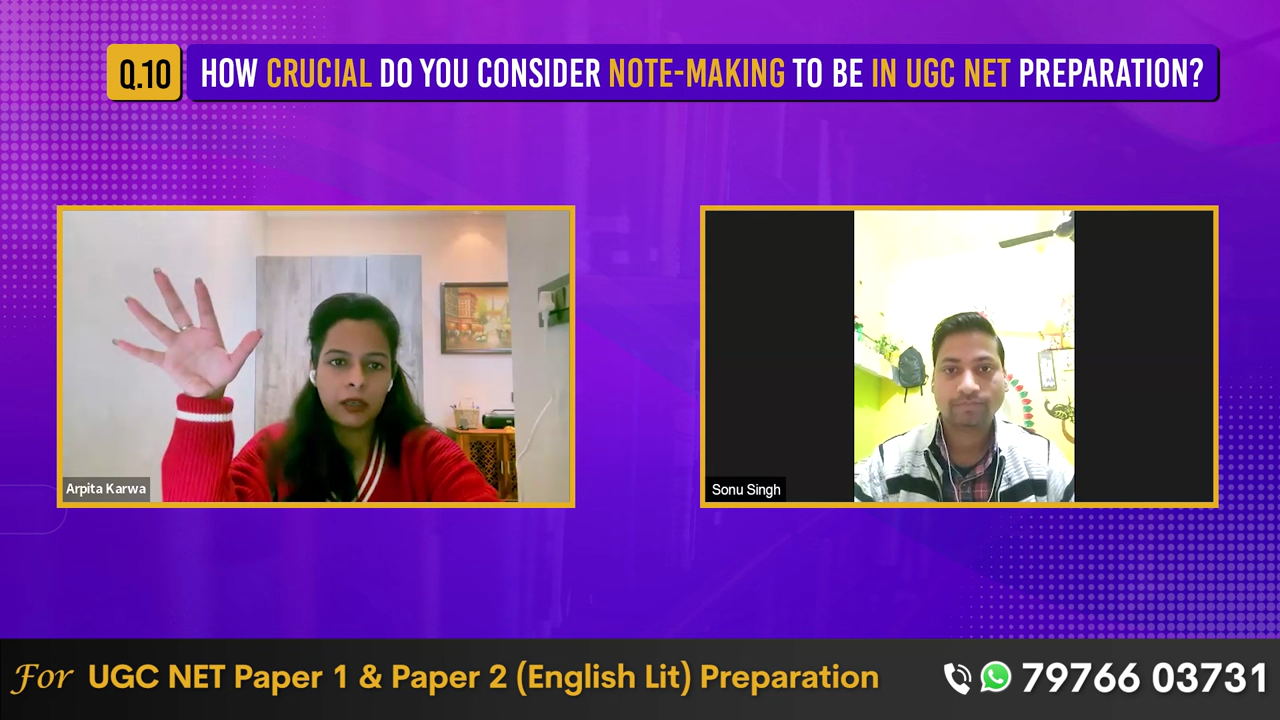 Q.10
HOW CRUCIAL DO YOU CONSIDER NOTE-MAKING TO BE IN UGC NET PREPARATION?
Arpita Karwa
Sonu Singh
For UGC NET Paper 1 & Paper 2 (English Lit) Preparation
79766 03731